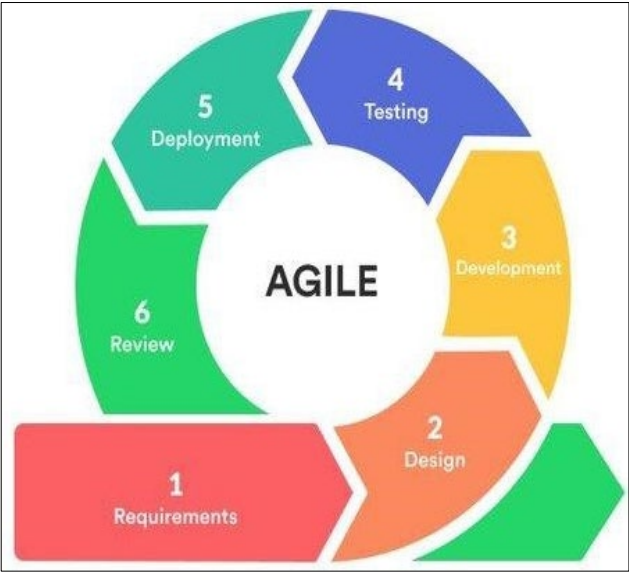 4
Testing
5
Deployment
3
Development
AGILE
6
Review
2
Design
1
Requirements